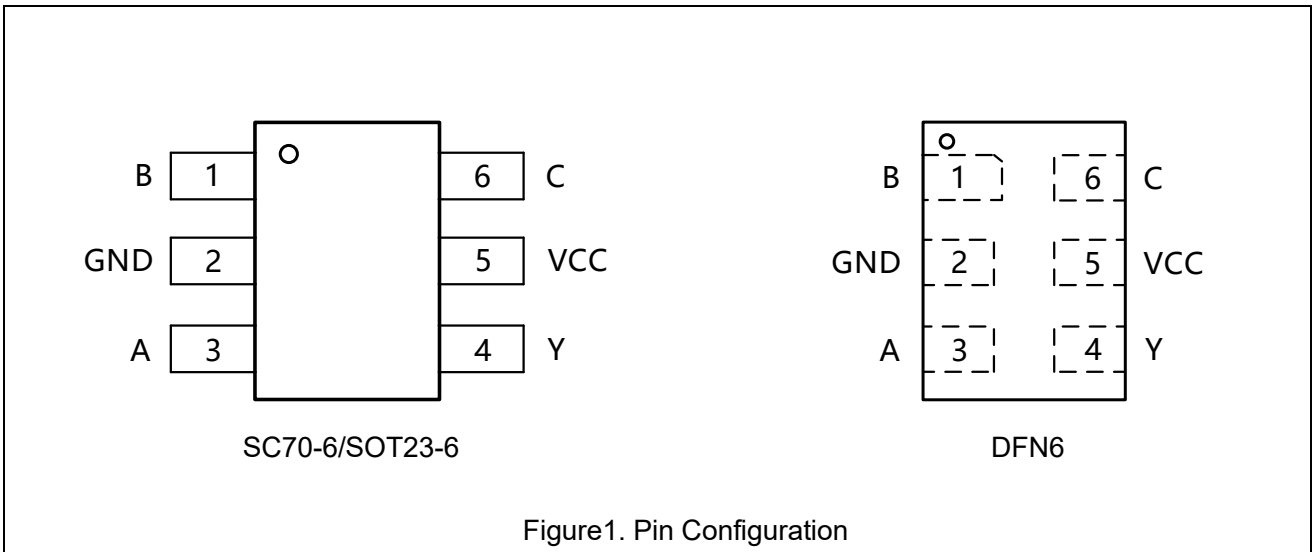 B 1 6 C B 1 6 C
GND 2 5 VCC GND 2 5 VCC
A 3 4 Y A 3 4 Y
SC70-6/SOT23-6 DFN6
Figure1. Pin Configuration